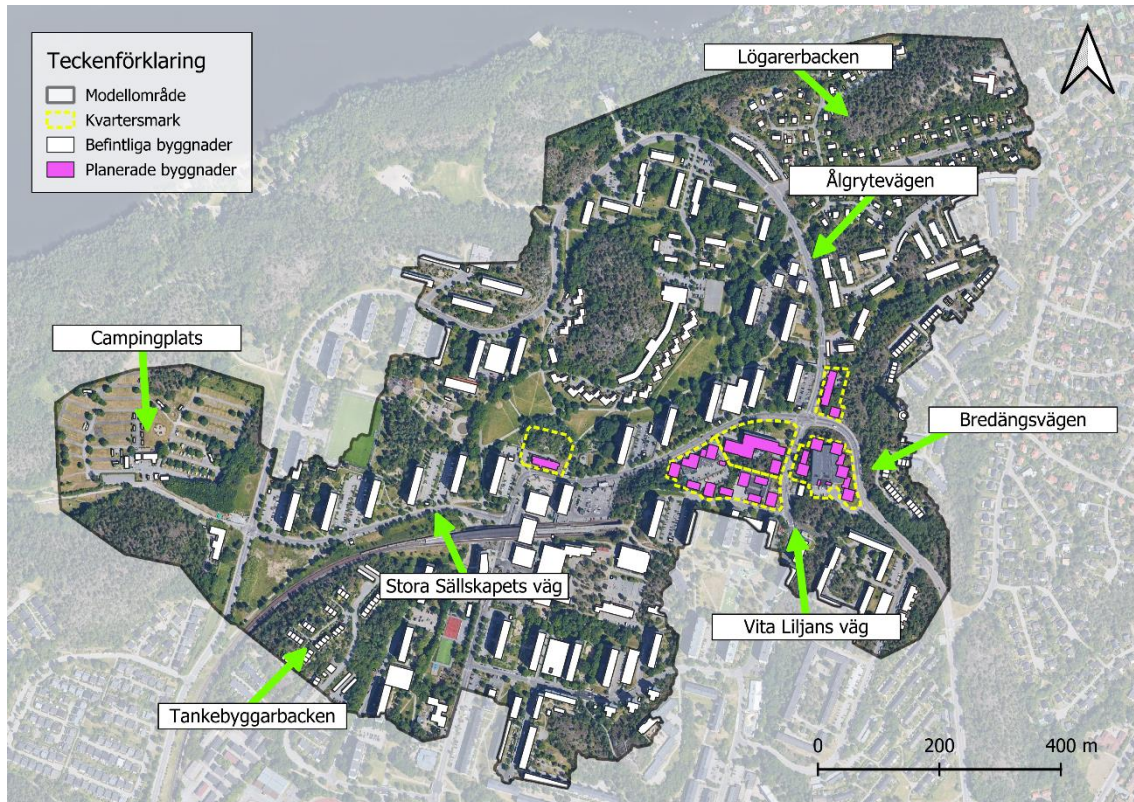 Teckenförklaring
Modellområde
Kvartersmark
Befintliga byggnader
Planerade byggnader
Lögarerbacken
Ålgrytevägen
Campingplats
Bredängsvägen
Stora Sällskapets väg
Vita Liljans väg
Tankebyggarbacken
0 200 400 m